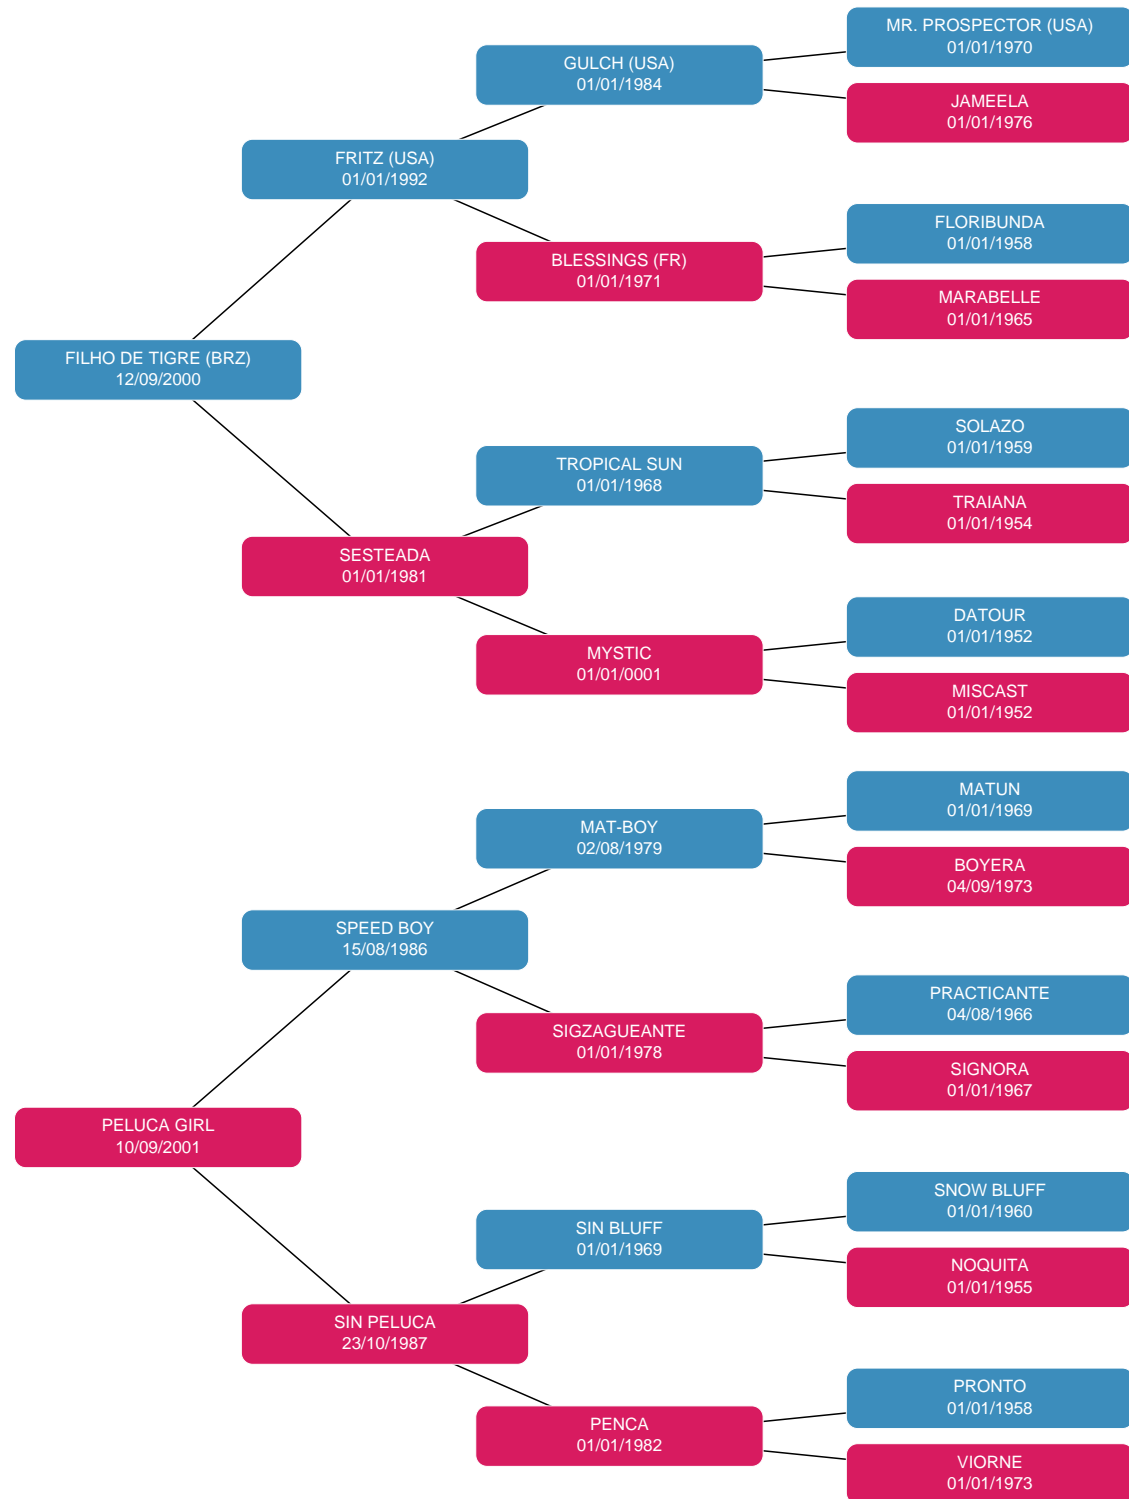 MR. PROSPECTOR (USA)
01/01/1970
GULCH (USA)
01/01/1984
JAMEELA
01/01/1976
FRITZ (USA)
01/01/1992
FLORIBUNDA
01/01/1958
BLESSINGS (FR)
01/01/1971
MARABELLE
01/01/1965
FILHO DE TIGRE (BRZ)
12/09/2000
SOLAZO
01/01/1959
TROPICAL SUN
01/01/1968
TRAIANA
01/01/1954
SESTEADA
01/01/1981
DATOUR
01/01/1952
MYSTIC
01/01/0001
MISCAST
01/01/1952
MATUN
01/01/1969
MAT-BOY
02/08/1979
BOYERA
04/09/1973
SPEED BOY
15/08/1986
PRACTICANTE
04/08/1966
SIGZAGUEANTE
01/01/1978
SIGNORA
01/01/1967
PELUCA GIRL
10/09/2001
SNOW BLUFF
01/01/1960
SIN BLUFF
01/01/1969
NOQUITA
01/01/1955
SIN PELUCA
23/10/1987
PRONTO
01/01/1958
PENCA
01/01/1982
VIORNE
01/01/1973